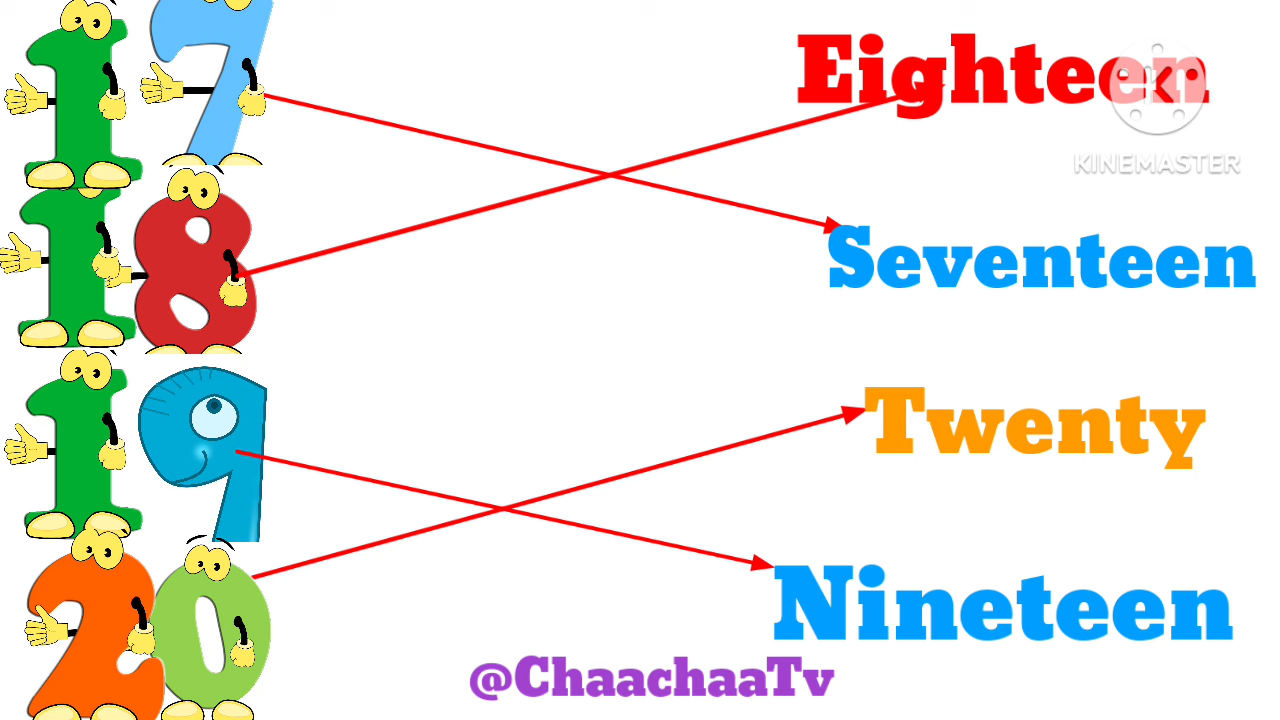 17 Eighteen
KINEMASTER
18 Seventeen
19 Twenty
20 Nineteen
@ChaachaaTv